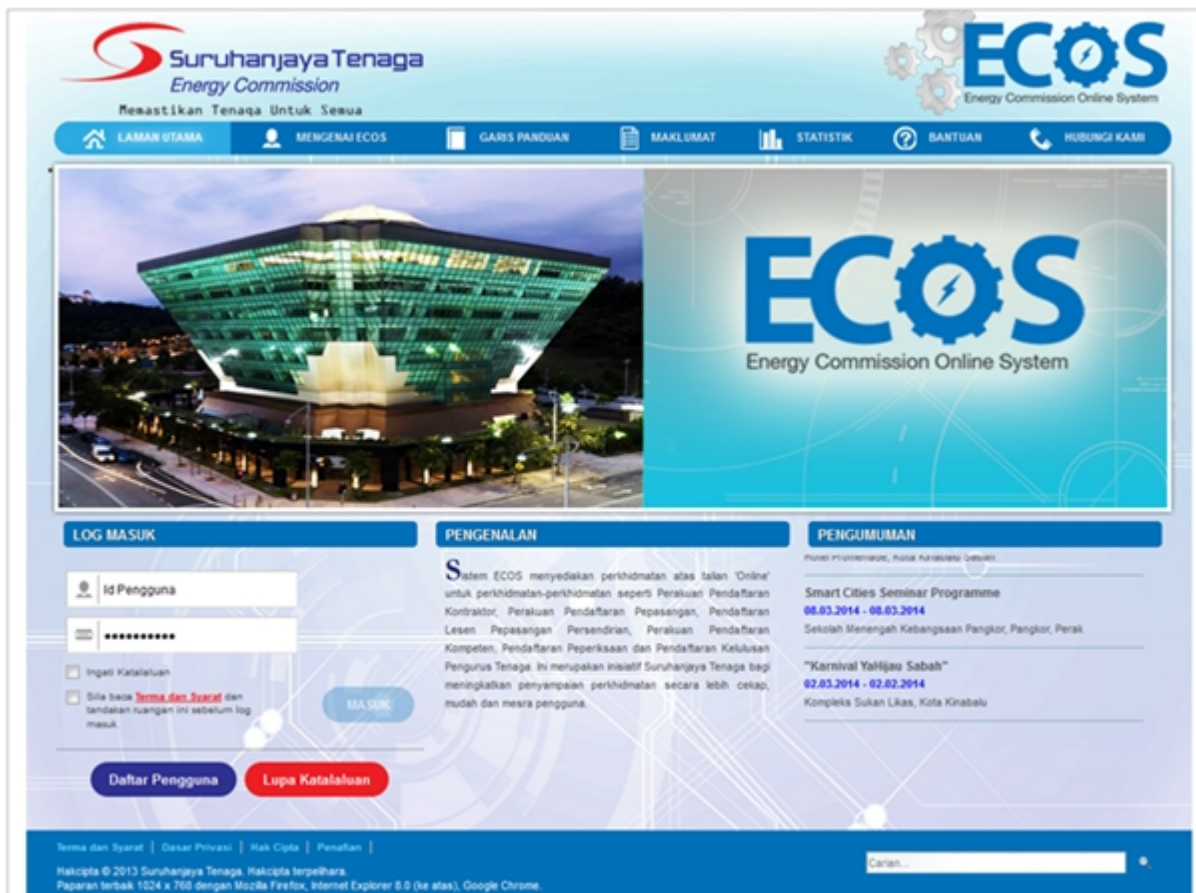 Suruhanjaya Tenaga
Energy Commission
Memastikan Tenaga Untuk Semua
ECOS
Energy Commission Online System
LAMAN UTAMA
MENGENAI ECOS
GARIS PANDUAN
MAKLUMAT
STATISTIK
BANTUAN
HUBUNGI KAMI
ECOS
Energy Commission Online System
LOG MASUK
Id Pengguna
Ingati Katalaluan
Sila baca Terma dan Syarat dan
tandakan ruangan ini sebelum log
masuk
MASUK
Daftar Pengguna
Lupa Katalaluan
PENGENALAN
Sistem ECOS menyediakan perkhidmatan atas talian 'Online'
untuk perkhidmatan-perkhidmatan seperti Perakuan Pendaftaran
Kontraktor, Perakuan Pendaftaran Pepasangan, Pendaftaran
Lesen Pepasangan Persendirian, Perakuan Pendaftaran
Kompeten, Pendaftaran Peperiksaan dan Pendaftaran Kelulusan
Pengurus Tenaga. Ini merupakan inisiatif Suruhanjaya Tenaga bagi
meningkatkan penyampaian perkhidmatan secara lebih cekap,
mudah dan mesra pengguna.
PENGUMUMAN
Hotel Promenade, Kota Kinabalu Sabah
Smart Cities Seminar Programme
08.03.2014 - 08.03.2014
Sekolah Menengah Kebangsaan Pangkor, Pangkor, Perak
"Karnival YaHijau Sabah"
02.03.2014 - 02.02.2014
Kompleks Sukan Likas, Kota Kinabalu
Terma dan Syarat | Dasar Privasi | Hak Cipta | Penafian |
Hakcipta © 2013 Suruhanjaya Tenaga. Hakcipta terpelihara.
Paparan terbaik 1024 x 768 dengan Mozilla Firefox, Internet Explorer 8.0 (ke atas), Google Chrome.
Carian...